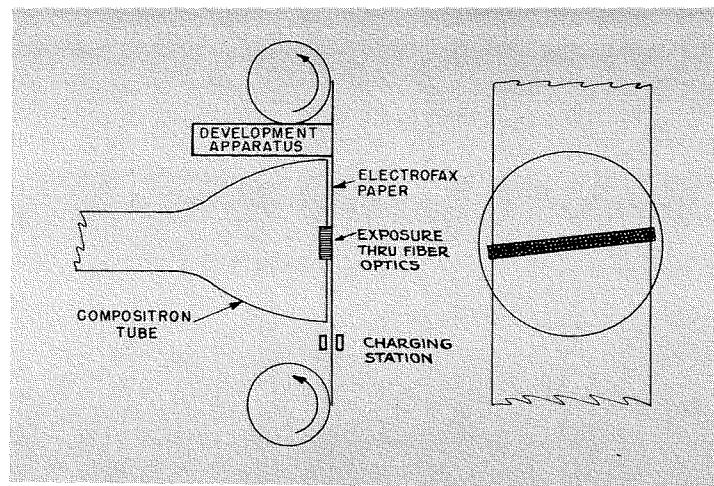 DEVELOPMENT
APPARATUS
ELECTROFAX
PAPER
EXPOSURE
THRU FIBER
OPTICS
COMPOSITRON
TUBE
CHARGING
STATION